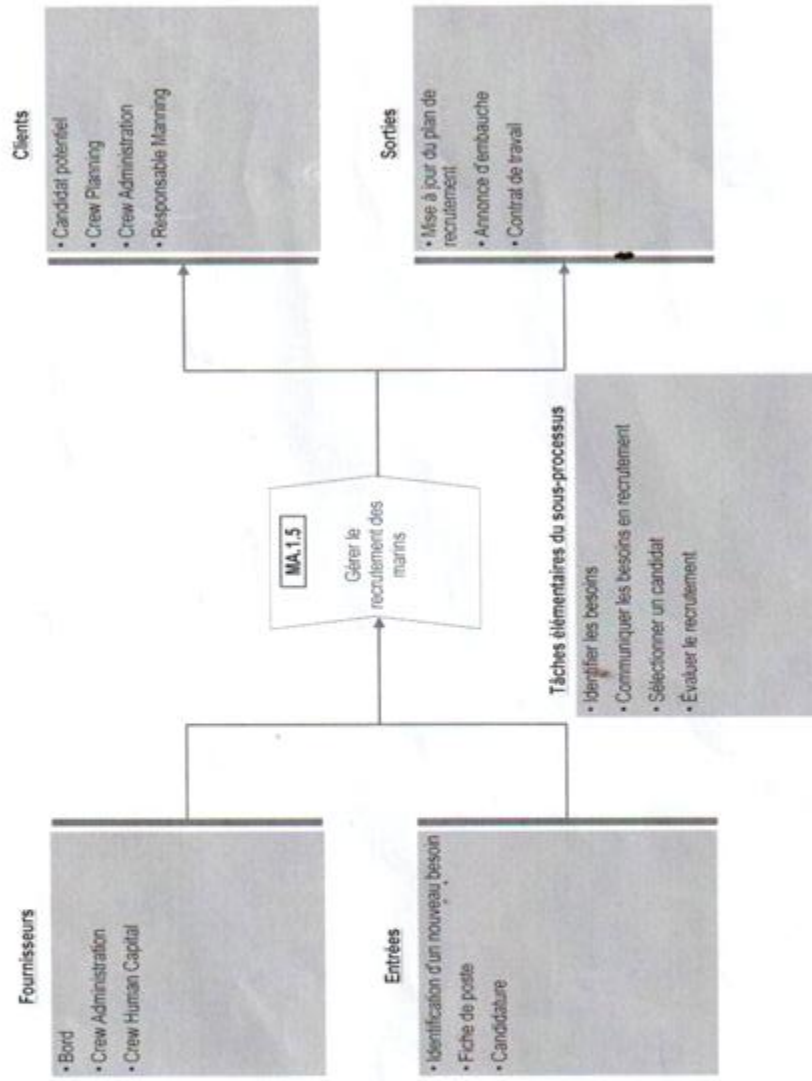 Fournisseurs
• Bord
• Crew Administration
• Crew Human Capital
Entrées
• Identification d'un nouveau besoin
• Fiche de poste
• Candidature
MA.1.5
Gérer le
recrutement des
marins
Tâches élémentaires du sous-processus
• Identifier les besoins
• Communiquer les besoins en recrutement
• Sélectionner un candidat
• Évaluer le recrutement
Clients
• Candidat potentiel
• Crew Planning
• Crew Administration
• Responsable Manning
Sorties
• Mise à jour du plan de
recrutement
• Annonce d'embauche
• Contrat de travail